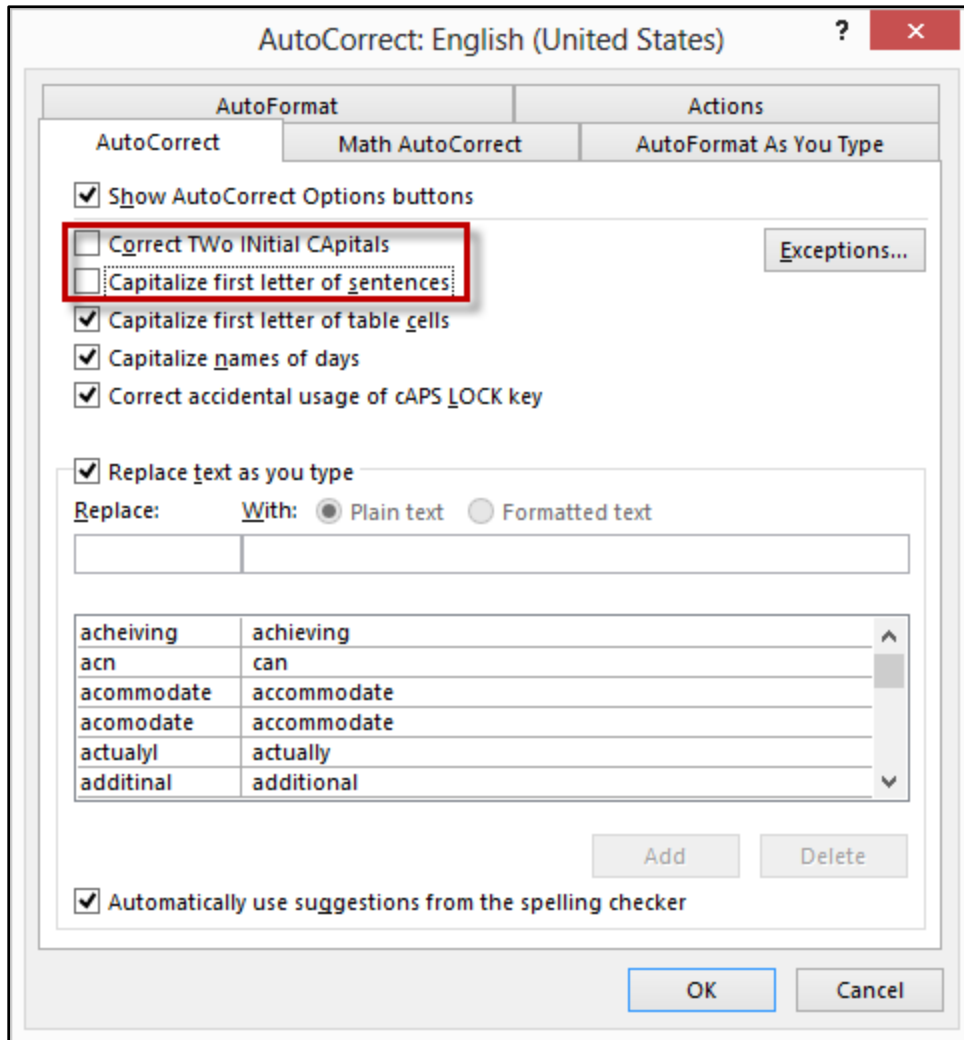 AutoCorrect: English (United States) ? ×
AutoFormat Actions
AutoCorrect Math AutoCorrect AutoFormat As You Type
Show AutoCorrect Options buttons
Correct TWo INitial CApitals
Exceptions...
Capitalize first letter of sentences
Capitalize first letter of table cells
Capitalize names of days
Correct accidental usage of cAPS LOCK key
Replace text as you type
Replace: With: Plain text Formatted text
acheiving achieving
acn can
acommodate accommodate
acomodate accommodate
actualyl actually
additinal additional
Add Delete
Automatically use suggestions from the spelling checker
OK Cancel